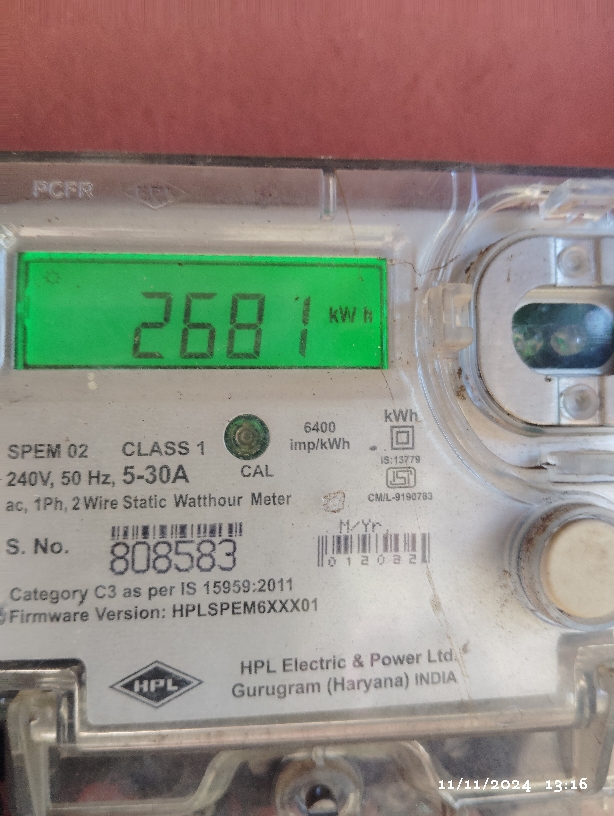 PCFR HPL
2681 kWh
6400
imp/kWh
kWh
SPEM 02 CLASS 1
CAL
IS:13779
240V, 50 Hz, 5-30A
ISI
CM/L-9190783
ac, 1Ph, 2 Wire Static Watthour Meter
M/Yr
S. No. 808583
Category C3 as per IS 15959:2011
Firmware Version: HPLSPEM6XXX01
HPL
HPL Electric & Power Ltd.
Gurugram (Haryana) INDIA
11/11/2024 13:16